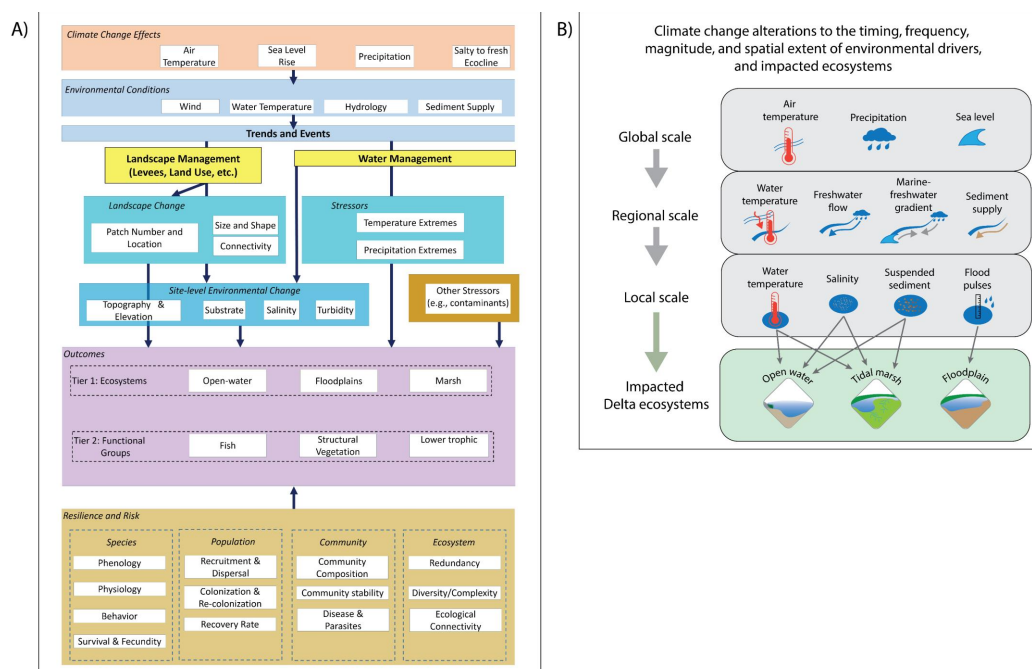 A)
Climate Change Effects
Air
Temperature
Sea Level
Rise
Precipitation
Salty to fresh
Ecocline
Environmental Conditions
Wind
Water Temperature
Hydrology
Sediment Supply
Trends and Events
Landscape Management
(Levees, Land Use, etc.)
Water Management
Landscape Change
Patch Number and
Location
Size and Shape
Connectivity
Stressors
Temperature Extremes
Precipitation Extremes
Site-level Environmental Change
Topography &
Elevation
Substrate
Salinity
Turbidity
Other Stressors
(e.g., contaminants)
Outcomes
Tier 1: Ecosystems
Open-water
Floodplains
Marsh
Tier 2: Functional
Groups
Fish
Structural
Vegetation
Lower trophic
Resilience and Risk
Species
Phenology
Physiology
Behavior
Survival & Fecundity
Population
Recruitment &
Dispersal
Colonization &
Re-colonization
Recovery Rate
Community
Community
Composition
Community stability
Disease &
Parasites
Ecosystem
Redundancy
Diversity/Complexity
Ecological
Connectivity
B)
Climate change alterations to the timing, frequency,
magnitude, and spatial extent of environmental drivers,
and impacted ecosystems
Global scale
Air
temperature
Precipitation
Sea level
Regional scale
Water
temperature
Freshwater
flow
Marine-
freshwater
gradient
Sediment
supply
Local scale
Water
temperature
Salinity
Suspended
sediment
Flood
pulses
Impacted
Delta ecosystems
Open water
Tidal marsh
Floodplain